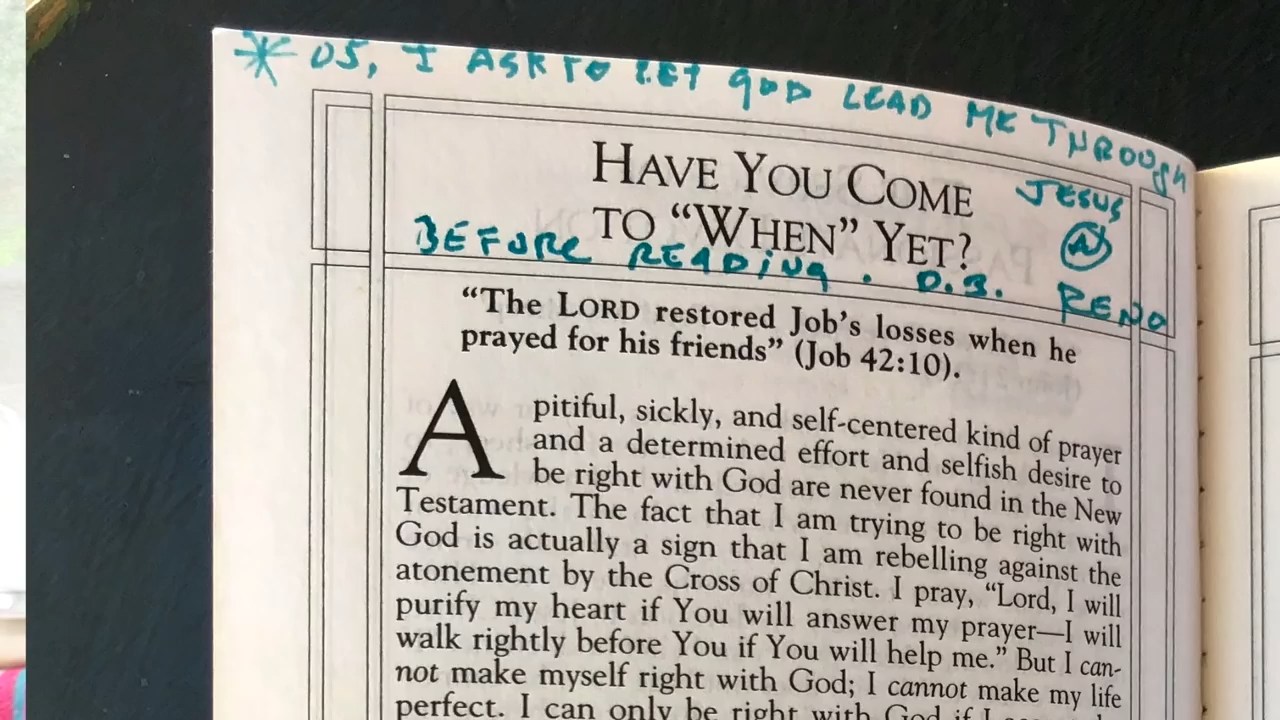 * 05, I ASK TO LET GOD LEAD ME THROUGH
JESUS
HAVE YOU COME
TO “WHEN” YET?
BEFORE READING. D.B.
@
RENO
“The LORD restored Job’s losses when he
prayed for his friends” (Job 42:10).
A pitiful, sickly, and self-centered kind of prayer
and a determined effort and selfish desire to
be right with God are never found in the New
Testament. The fact that I am trying to be right with
God is actually a sign that I am rebelling against the
atonement by the Cross of Christ. I pray, “Lord, I will
purify my heart if You will answer my prayer—I will
walk rightly before You if You will help me.” But I can-
not make myself right with God; I cannot make my life
perfect. I can only be right with God if I